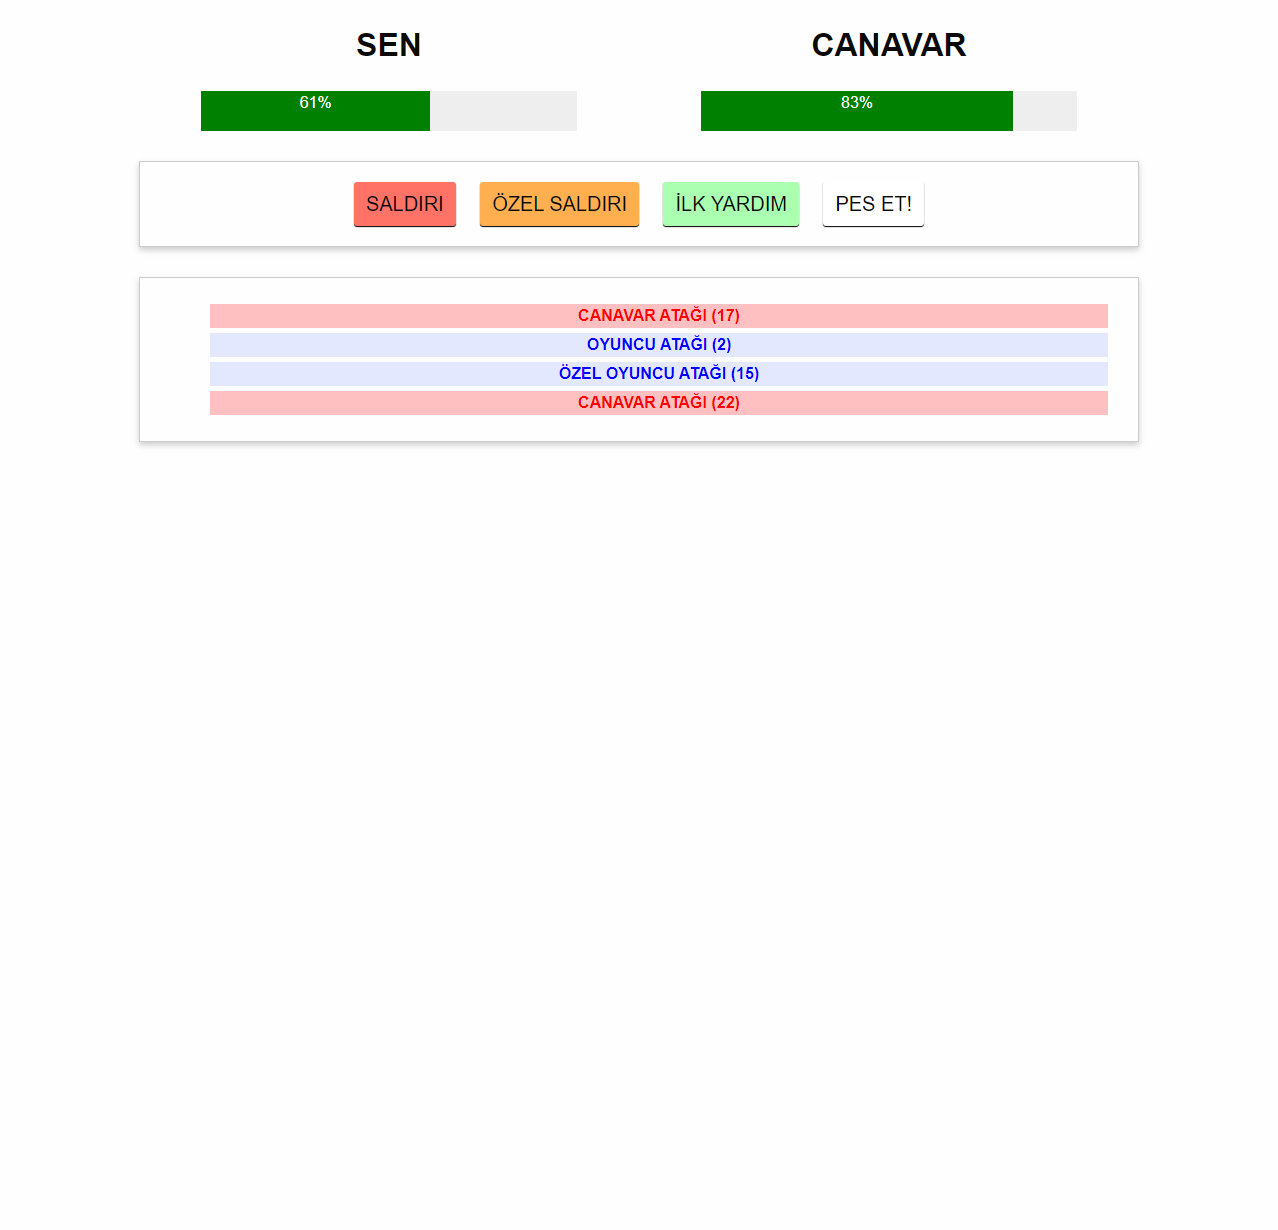 SEN
CANAVAR
61%
83%
SALDIRI ÖZEL SALDIRI İLK YARDIM PES ET!
CANAVAR ATAĞI (17)
OYUNCU ATAĞI (2)
ÖZEL OYUNCU ATAĞI (15)
CANAVAR ATAĞI (22)